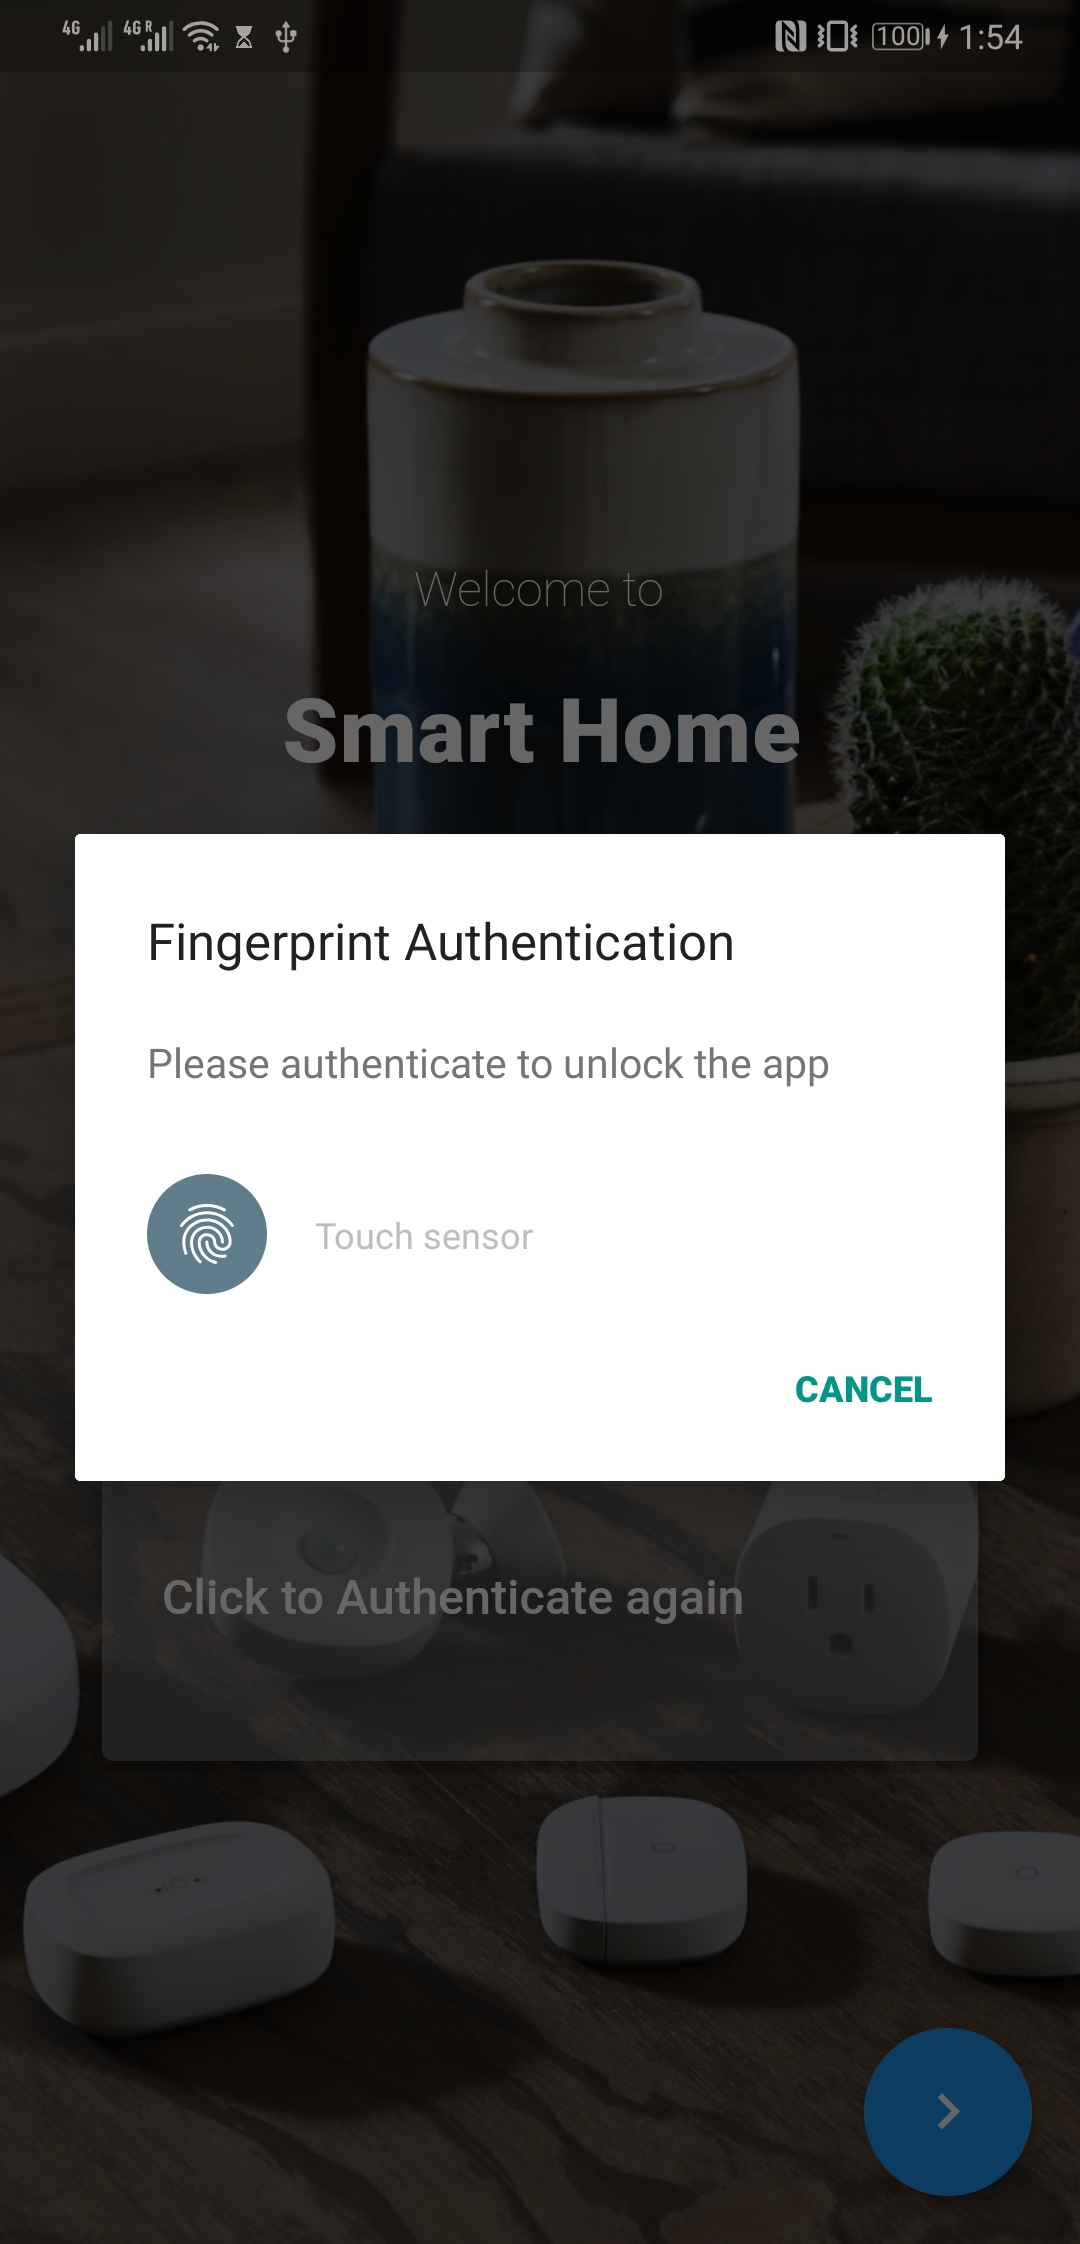 4G 4G R 100 1:54
Welcome to
Smart Home
Fingerprint Authentication
Please authenticate to unlock the app
Touch sensor
CANCEL
Click to Authenticate again